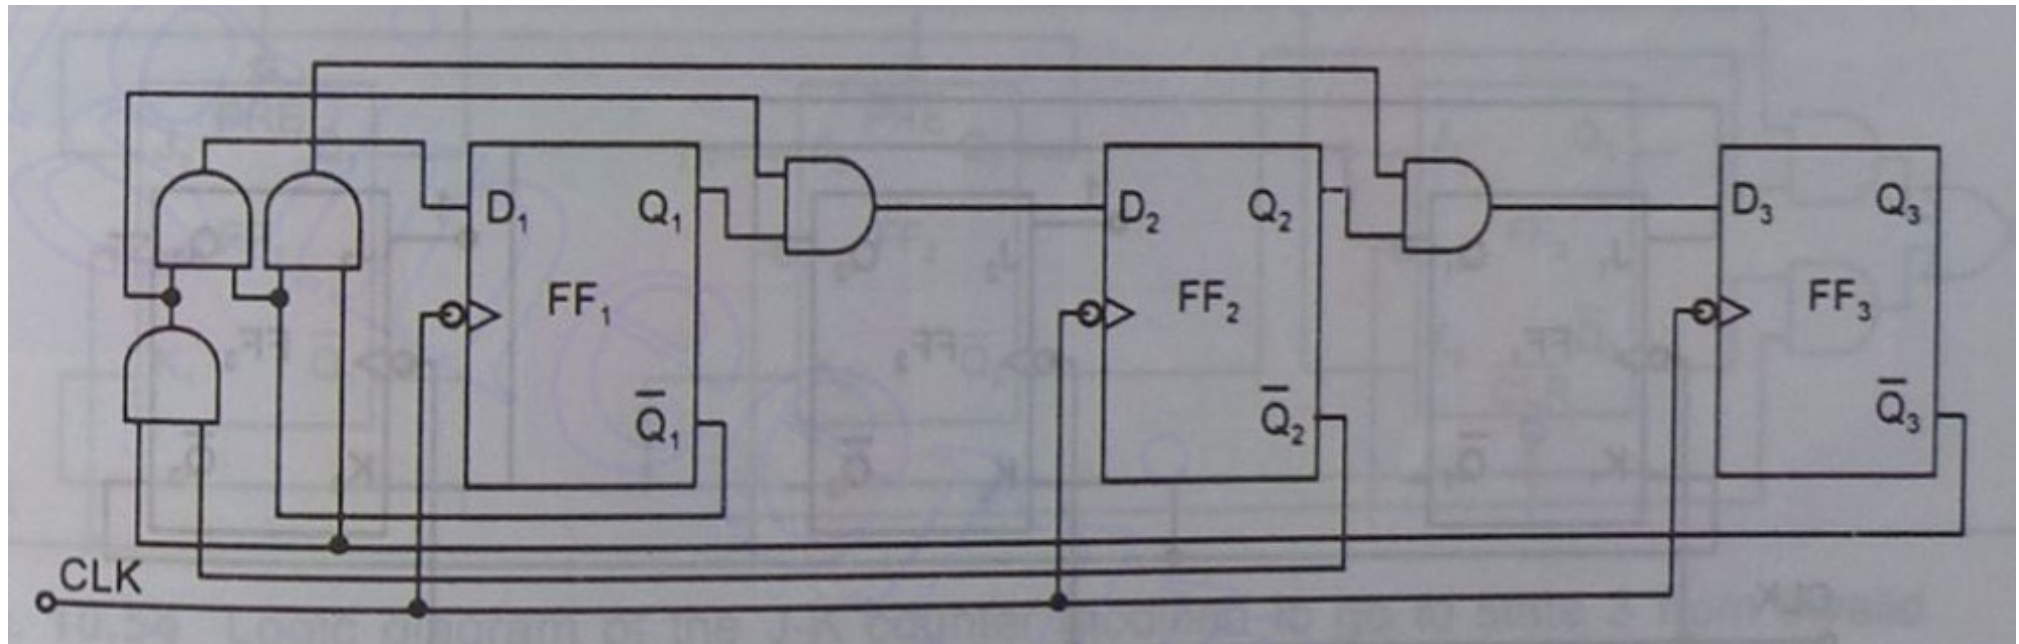 D₁ Q₁ D₂ Q₂ D₃ Q₃
FF₁ FF₂ FF₃
Q̅₁ Q̅₂ Q̅₃
CLK